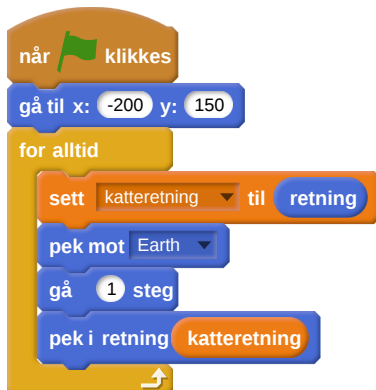 når klikkes
gå til x: -200 y: 150
for alltid
sett katteretning til retning
pek mot Earth
gå 1 steg
pek i retning katteretning